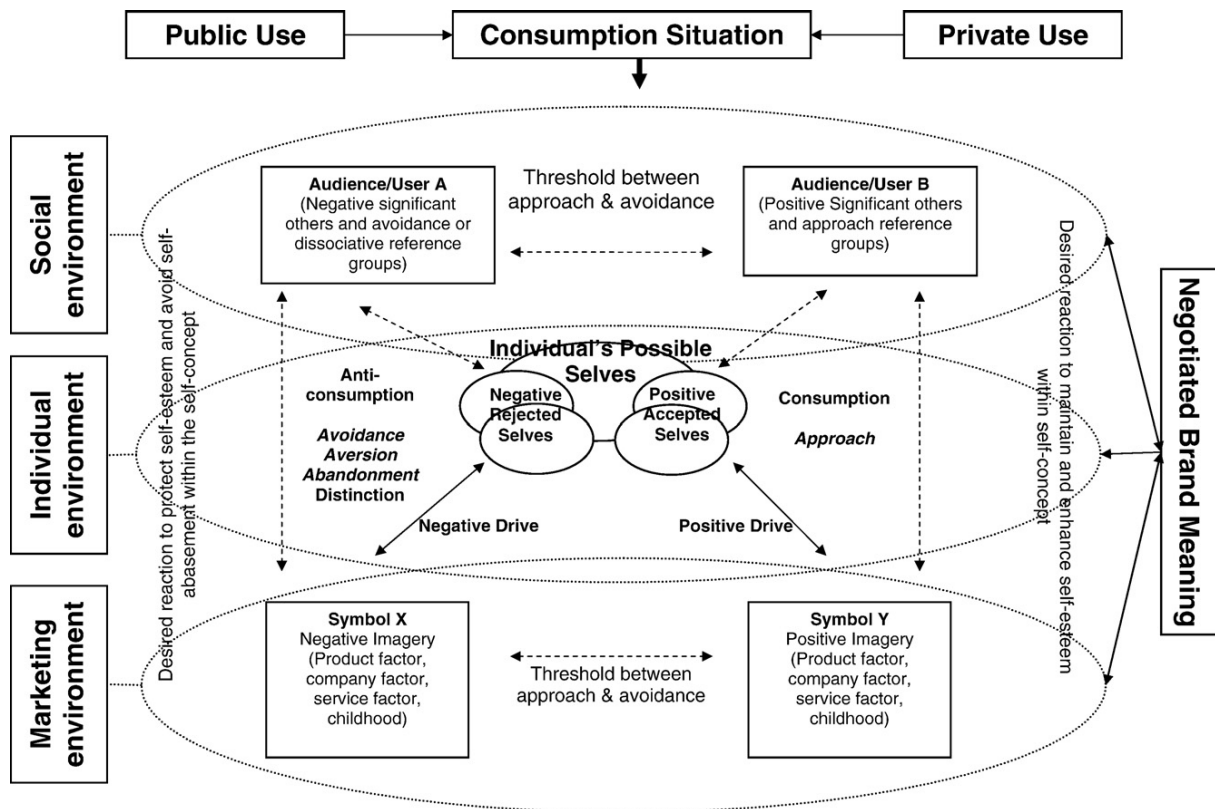 Public Use
Consumption Situation
Private Use
Social
environment
Individual
environment
Marketing
environment
Desired reaction to protect self-esteem and avoid self-
abasement within the self-concept
Audience/User A
(Negative significant
others and avoidance or
dissociative reference
groups)
Threshold between
approach & avoidance
Audience/User B
(Positive Significant others
and approach reference
groups)
Individual's Possible
Selves
Anti-
consumption
Avoidance
Aversion
Abandonment
Distinction
Negative
Rejected
Selves
Positive
Accepted
Selves
Consumption
Approach
Negative Drive
Positive Drive
Symbol X
Negative Imagery
(Product factor,
company factor,
service factor,
childhood)
Threshold between
approach & avoidance
Symbol Y
Positive Imagery
(Product factor,
company factor,
service factor,
childhood)
Desired reaction to maintain and enhance self-esteem
within self-concept
Negotiated Brand Meaning